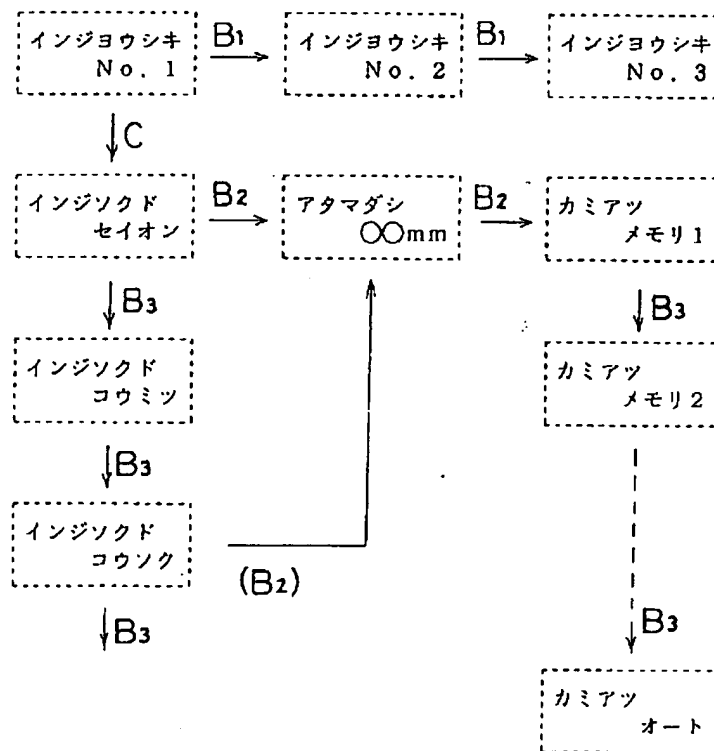 インジヨウシキ
No. 1
B1
インジヨウシキ
No. 2
B1
インジヨウシキ
No. 3
C
インジソクド
セイオン
B2
アタマダシ
○○mm
B2
カミアツ
メモリ1
B3
B3
インジソクド
コウミツ
カミアツ
メモリ2
B3
インジソクド
コウソク
(B2)
B3
B3
カミアツ
オート